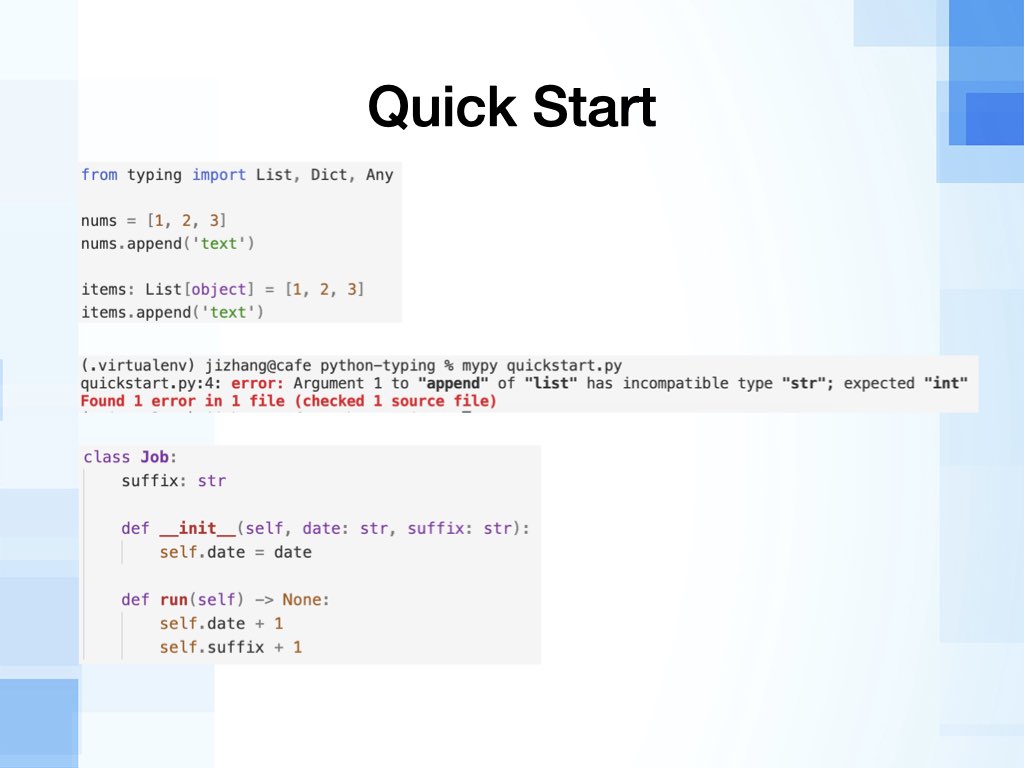 Quick Start
from typing import List, Dict, Any
nums = [1, 2, 3]
nums.append('text')
items: List[object] = [1, 2, 3]
items.append('text')
(.virtualenv) jizhang@cafe python-typing % mypy quickstart.py
quickstart.py:4: error: Argument 1 to "append" of "list" has incompatible type "str"; expected "int"
Found 1 error in 1 file (checked 1 source file)
class Job:
    suffix: str
    def __init__(self, date: str, suffix: str):
        self.date = date
    def run(self) -> None:
        self.date + 1
        self.suffix + 1